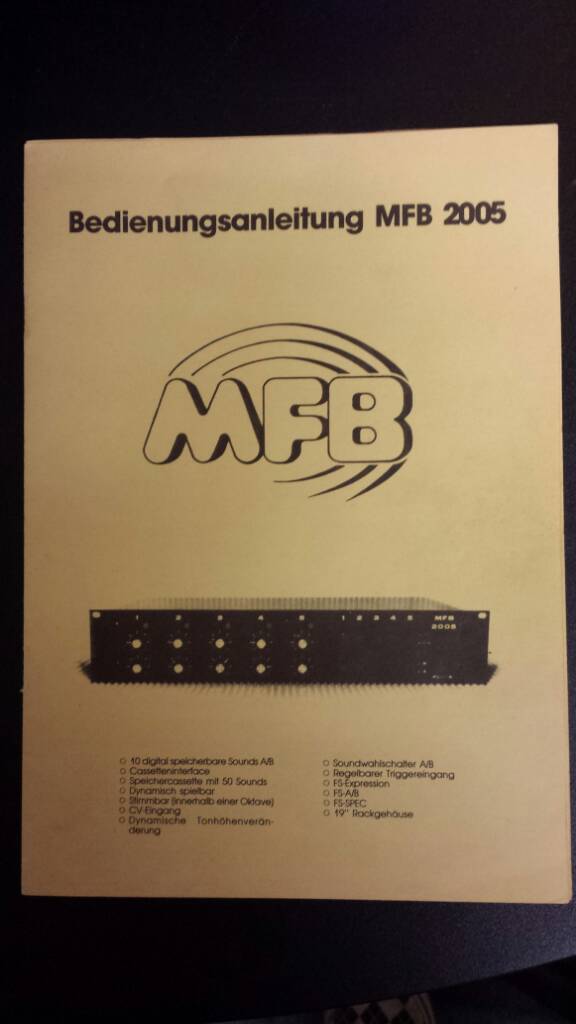 Bedienungsanleitung MFB 2005
MFB
1 2 3 4 5 1 2 3 4 5 MFB
2005
○ 10 digital speicherbare Sounds A/B
○ Cassetteninterface
○ Speichercassette mit 50 Sounds
○ Dynamisch spielbar
○ Stimmbar (innerhalb einer Oktave)
○ CV-Eingang
○ Dynamische Tonhöhenverän-
derung
○ Soundwahlschalter A/B
○ Regelbarer Triggereingang
○ FS-Expression
○ FS-A/B
○ FS-SPEC
○ 19" Rackgehäuse